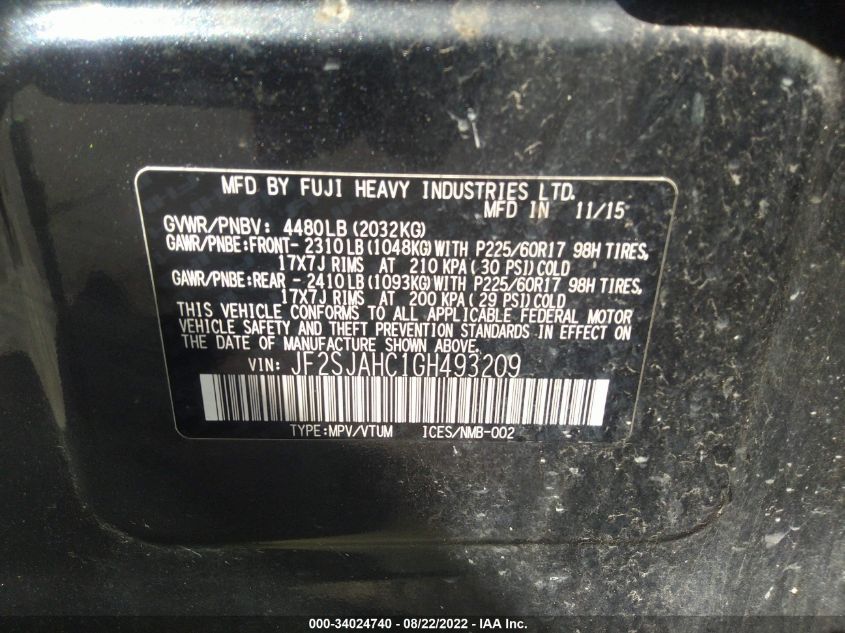 MFD BY FUJI HEAVY INDUSTRIES LTD.
MFD IN 11/15
GVWR/PNBV: 4480LB (2032KG)
GAWR/PNBE:FRONT- 2310LB (1048KG) WITH P225/60R17 98H TIRES,
17X7J RIMS AT 210 KPA (30 PSI) COLD
GAWR/PNBE:REAR - 2410LB (1093KG) WITH P225/60R17 98H TIRES,
17X7J RIMS AT 200 KPA (29 PSI) COLD
THIS VEHICLE CONFORMS TO ALL APPLICABLE FEDERAL MOTOR
VEHICLE SAFETY AND THEFT PREVENTION STANDARDS IN EFFECT ON
THE DATE OF MANUFACTURE SHOWN ABOVE.
VIN: JF2SJAHC1GH493209
TYPE:MPV/VTUM ICES/NMB-002
000-34024740 - 08/22/2022 - IAA Inc.